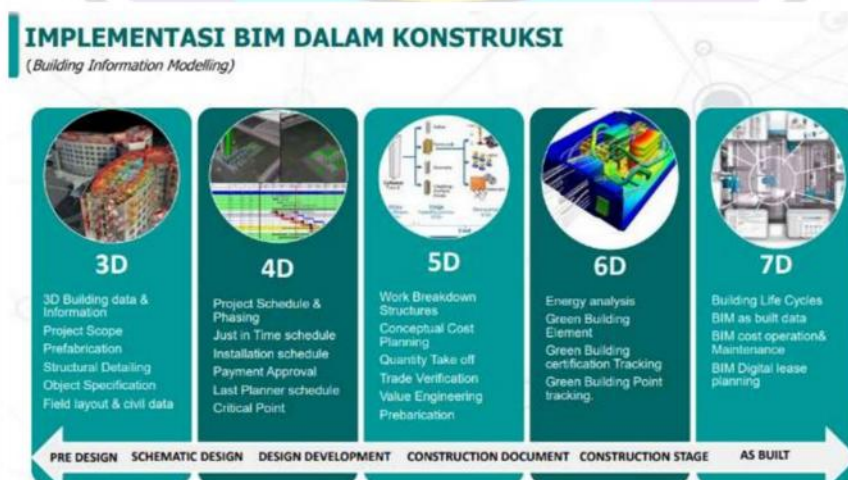 IMPLEMENTASI BIM DALAM KONSTRUKSI
(Building Information Modelling)
3D
3D Building data &
Information
Project Scope
Prefabrication
Structural Detailing
Object Specification
Field layout & civil data
4D
Project Schedule &
Phasing
Just in Time schedule
Installation schedule
Payment Approval
Last Planner schedule
Critical Point
5D
Work Breakdown
Structures
Conceptual Cost
Planning
Quantity Take off
Trade Verification
Value Engineering
Prebarication
6D
Energy analysis
Green Building
Element
Green Building
certification Tracking
Green Building Point
tracking.
7D
Building Life Cycles
BIM as built data
BIM cost operation&
Maintenance
BIM Digital lease
planning
PRE DESIGN SCHEMATIC DESIGN DESIGN DEVELOPMENT CONSTRUCTION DOCUMENT CONSTRUCTION STAGE AS BUILT